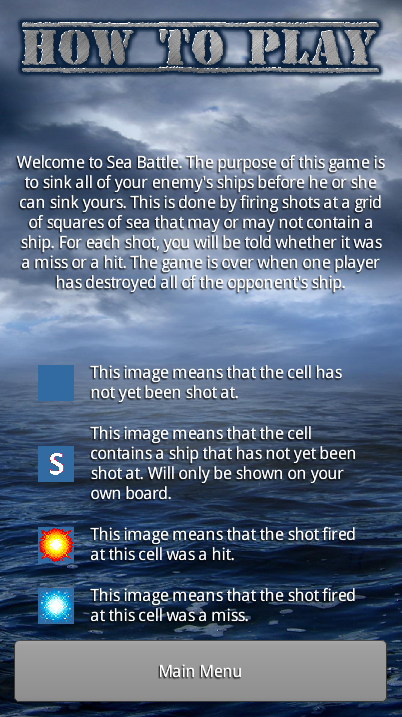 HOW TO PLAY
Welcome to Sea Battle. The purpose of this game is
to sink all of your enemy's ships before he or she
can sink yours. This is done by firing shots at a grid
of squares of sea that may or may not contain a
ship. For each shot, you will be told whether it was
a miss or a hit. The game is over when one player
has destroyed all of the opponent's ship.
This image means that the cell has
not yet been shot at.
This image means that the cell
contains a ship that has not yet been
shot at. Will only be shown on your
own board.
S
This image means that the shot fired
at this cell was a hit.
This image means that the shot fired
at this cell was a miss.
Main Menu